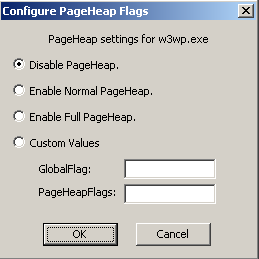 Configure PageHeap Flags
PageHeap settings for w3wp.exe
Disable PageHeap.
Enable Normal PageHeap.
Enable Full PageHeap.
Custom Values
GlobalFlag:
PageHeapFlags:
OK Cancel